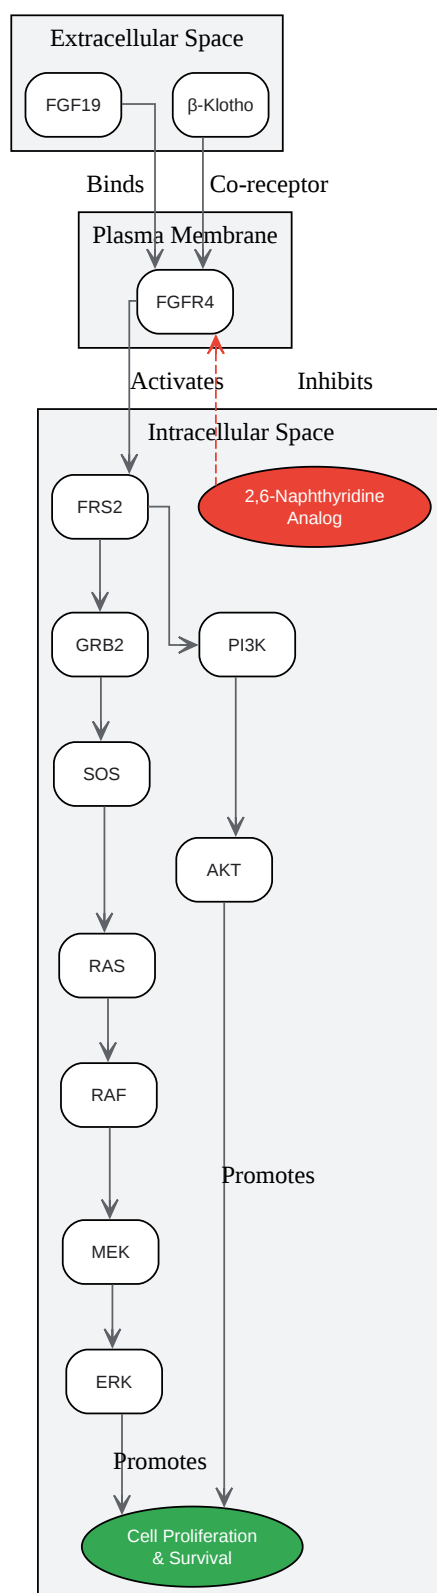 Extracellular Space
FGF19
β-Klotho
Binds
Co-receptor
Plasma Membrane
FGFR4
Activates
Inhibits
Intracellular Space
FRS2
2,6-Naphthyridine
Analog
GRB2
PI3K
SOS
AKT
RAS
RAF
Promotes
MEK
ERK
Promotes
Cell Proliferation
& Survival